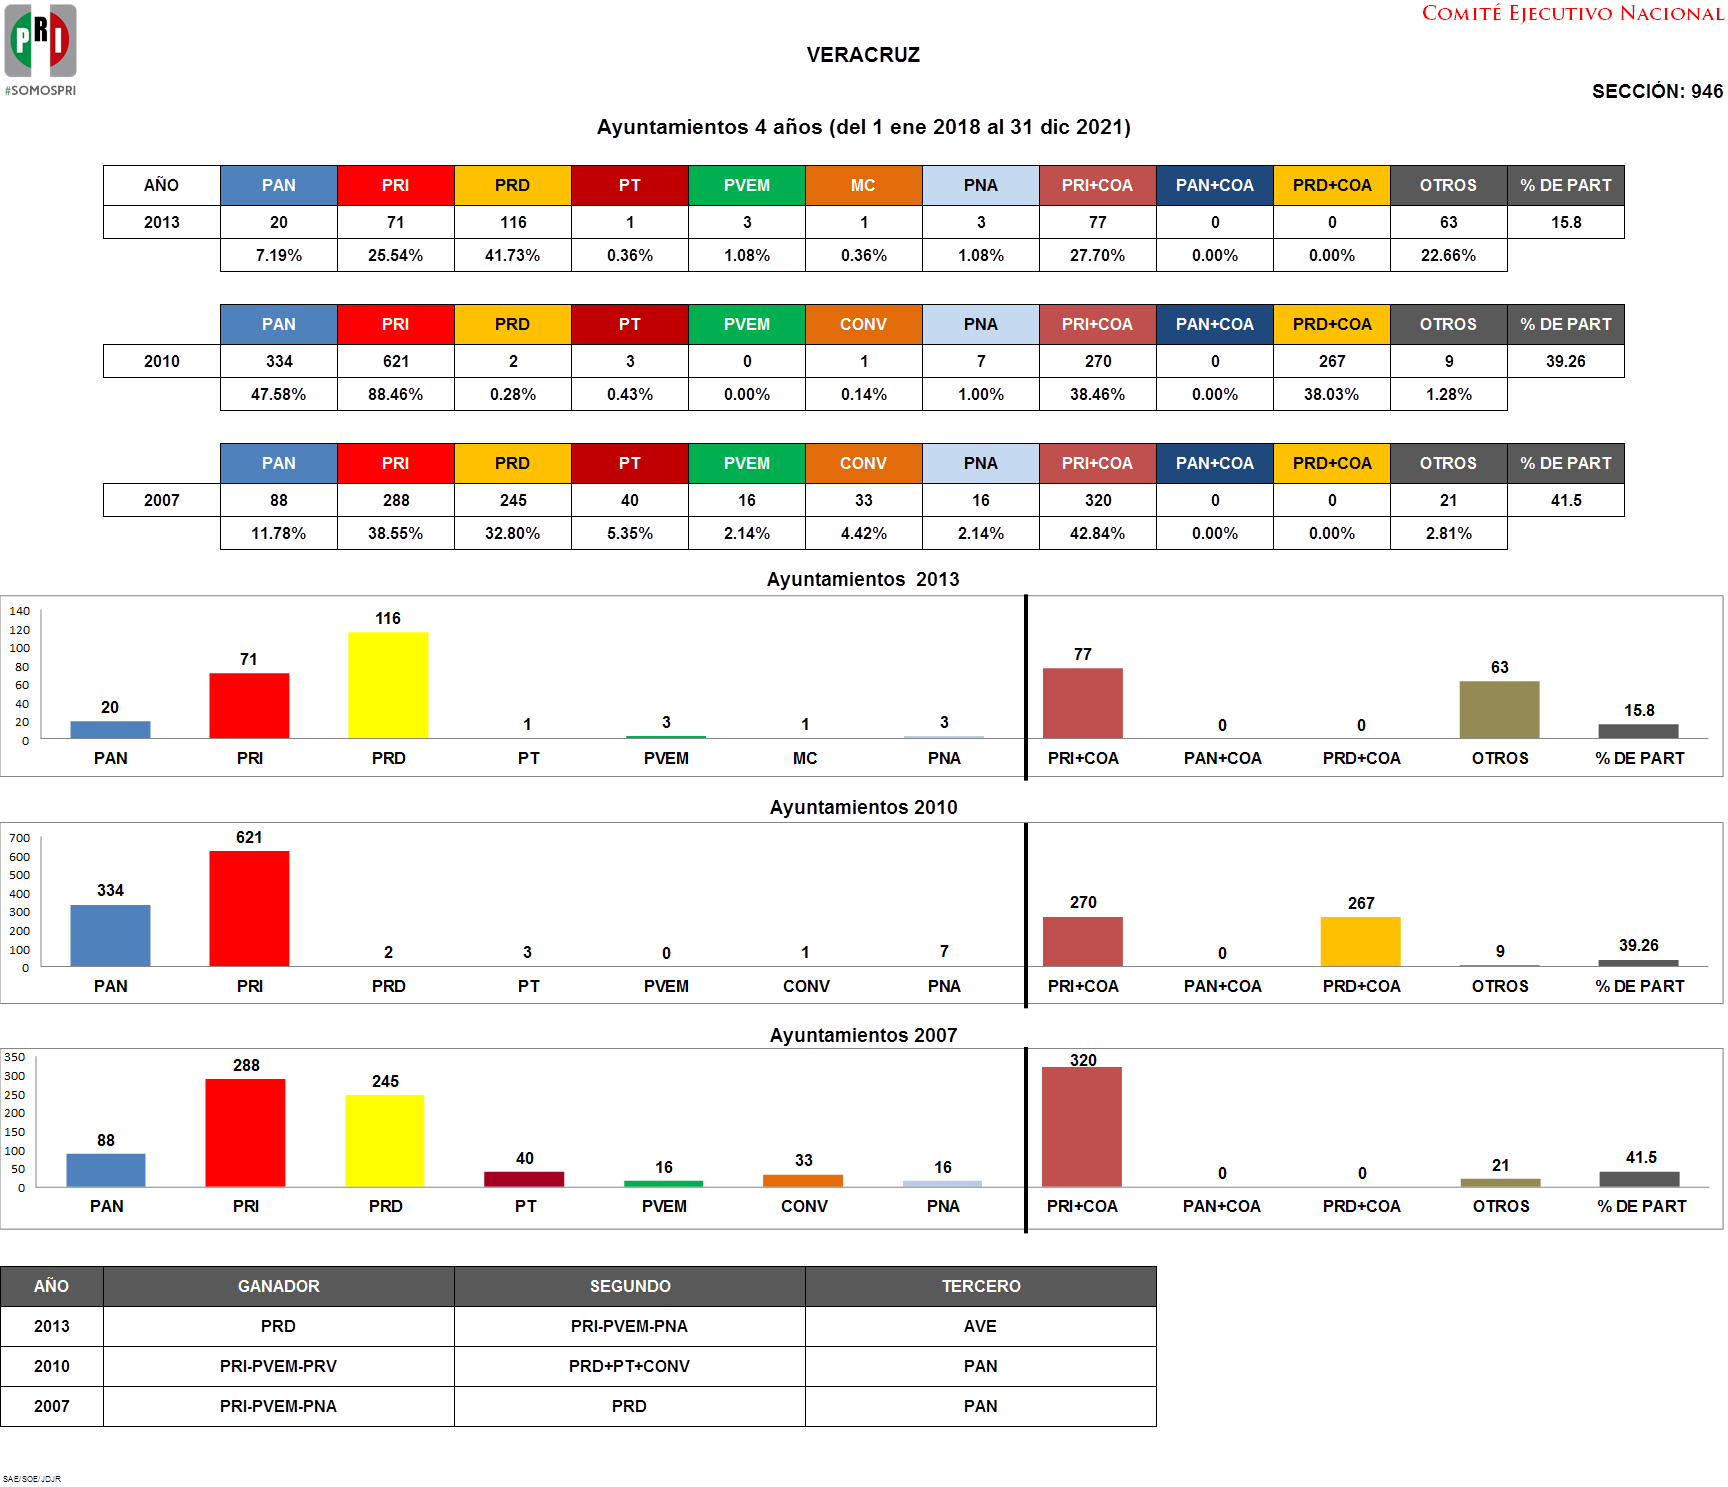 PRI
#SOMOSPRI
COMITÉ EJECUTIVO NACIONAL
VERACRUZ
SECCIÓN: 946
Ayuntamientos 4 años (del 1 ene 2018 al 31 dic 2021)
AÑO PAN PRI PRD PT PVEM MC PNA PRI+COA PAN+COA PRD+COA OTROS % DE PART
2013 20 71 116 1 3 1 3 77 0 0 63 15.8
7.19% 25.54% 41.73% 0.36% 1.08% 0.36% 1.08% 27.70% 0.00% 0.00% 22.66%
PAN PRI PRD PT PVEM CONV PNA PRI+COA PAN+COA PRD+COA OTROS % DE PART
2010 334 621 2 3 0 1 7 270 0 267 9 39.26
47.58% 88.46% 0.28% 0.43% 0.00% 0.14% 1.00% 38.46% 0.00% 38.03% 1.28%
PAN PRI PRD PT PVEM CONV PNA PRI+COA PAN+COA PRD+COA OTROS % DE PART
2007 88 288 245 40 16 33 16 320 0 0 21 41.5
11.78% 38.55% 32.80% 5.35% 2.14% 4.42% 2.14% 42.84% 0.00% 0.00% 2.81%
Ayuntamientos 2013
140
120
100
80
60
40
20
0
20 71 116 1 3 1 3 77 0 0 63 15.8
PAN PRI PRD PT PVEM MC PNA PRI+COA PAN+COA PRD+COA OTROS % DE PART
Ayuntamientos 2010
700
600
500
400
300
200
100
0
334 621 2 3 0 1 7 270 0 267 9 39.26
PAN PRI PRD PT PVEM CONV PNA PRI+COA PAN+COA PRD+COA OTROS % DE PART
Ayuntamientos 2007
350
300
250
200
150
100
50
0
88 288 245 40 16 33 16 320 0 0 21 41.5
PAN PRI PRD PT PVEM CONV PNA PRI+COA PAN+COA PRD+COA OTROS % DE PART
AÑO GANADOR SEGUNDO TERCERO
2013 PRD PRI-PVEM-PNA AVE
2010 PRI-PVEM-PRV PRD+PT+CONV PAN
2007 PRI-PVEM-PNA PRD PAN
SAE/SOE/JDJR